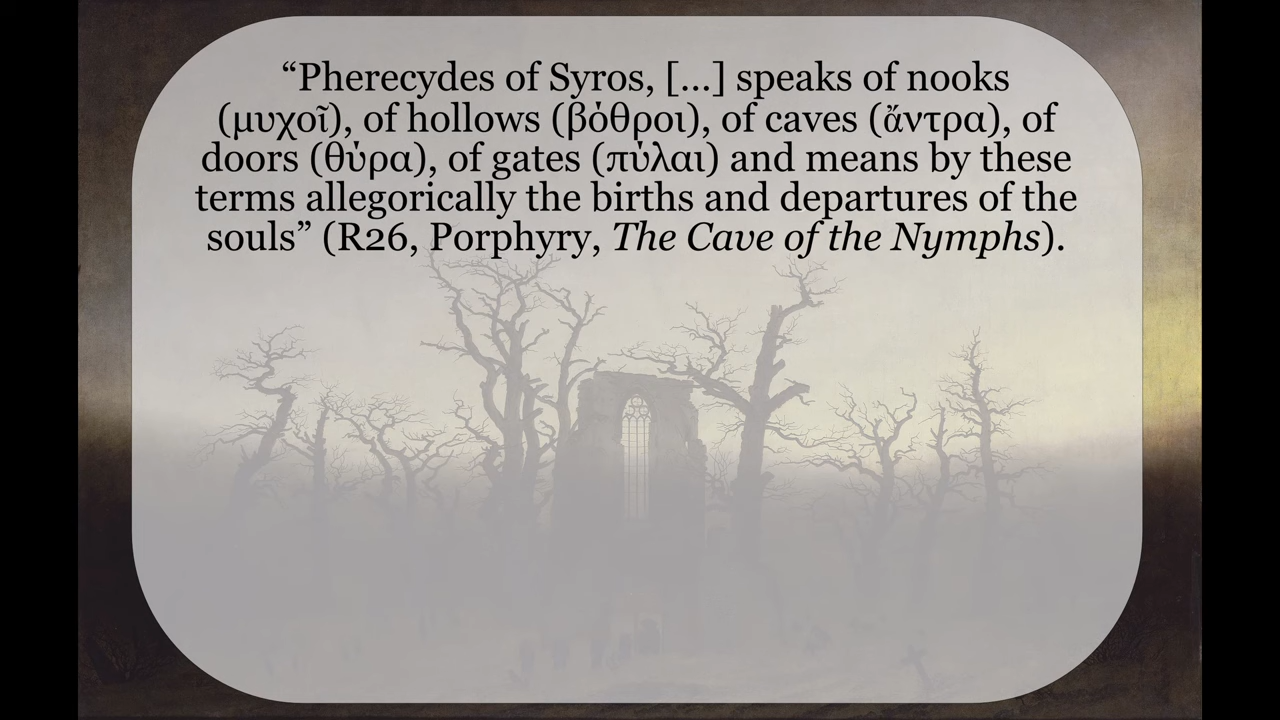 “Pherecydes of Syros, [...] speaks of nooks
(μυχοῖ), of hollows (βόθροι), of caves (ἄντρα), of
doors (θύρα), of gates (πύλαι) and means by these
terms allegorically the births and departures of the
souls” (R26, Porphyry, The Cave of the Nymphs).